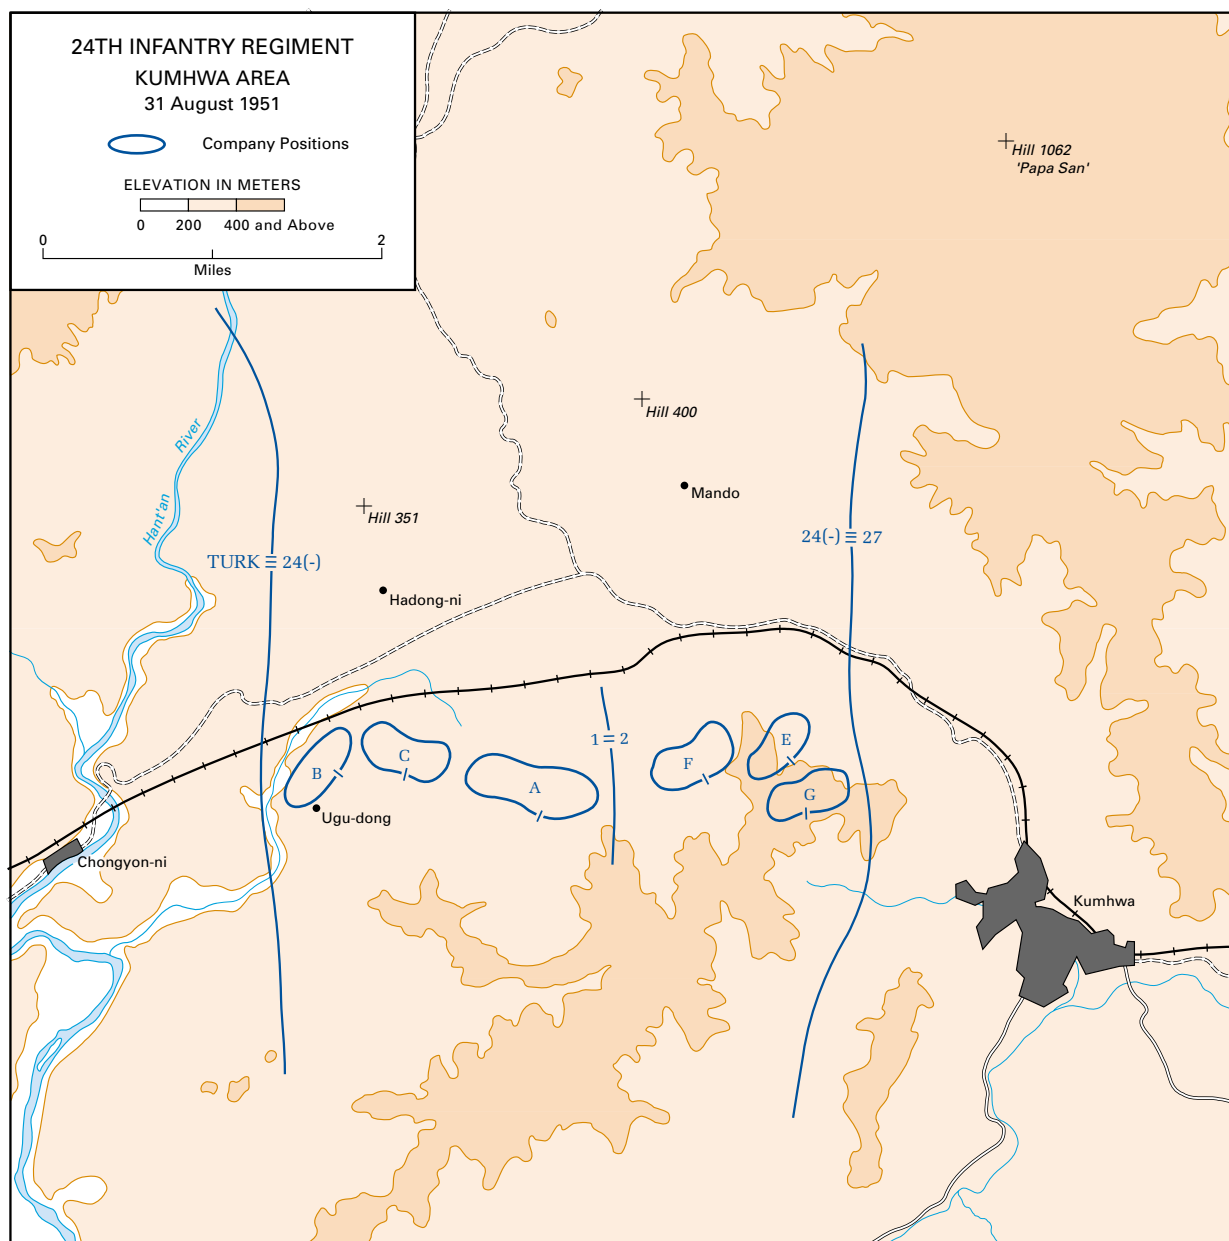 24TH INFANTRY REGIMENT
KUMHWA AREA
31 August 1951
Company Positions
ELEVATION IN METERS
0 200 400 and Above
0 2
Miles
Hill 1062
'Papa San'
Hill 400
River
Hant'an
Mando
Hill 351
24(-) 27
TURK 24(-)
Hadong-ni
1 2
E
C
F
B
A
G
Ugu-dong
Chongyon-ni
Kumhwa